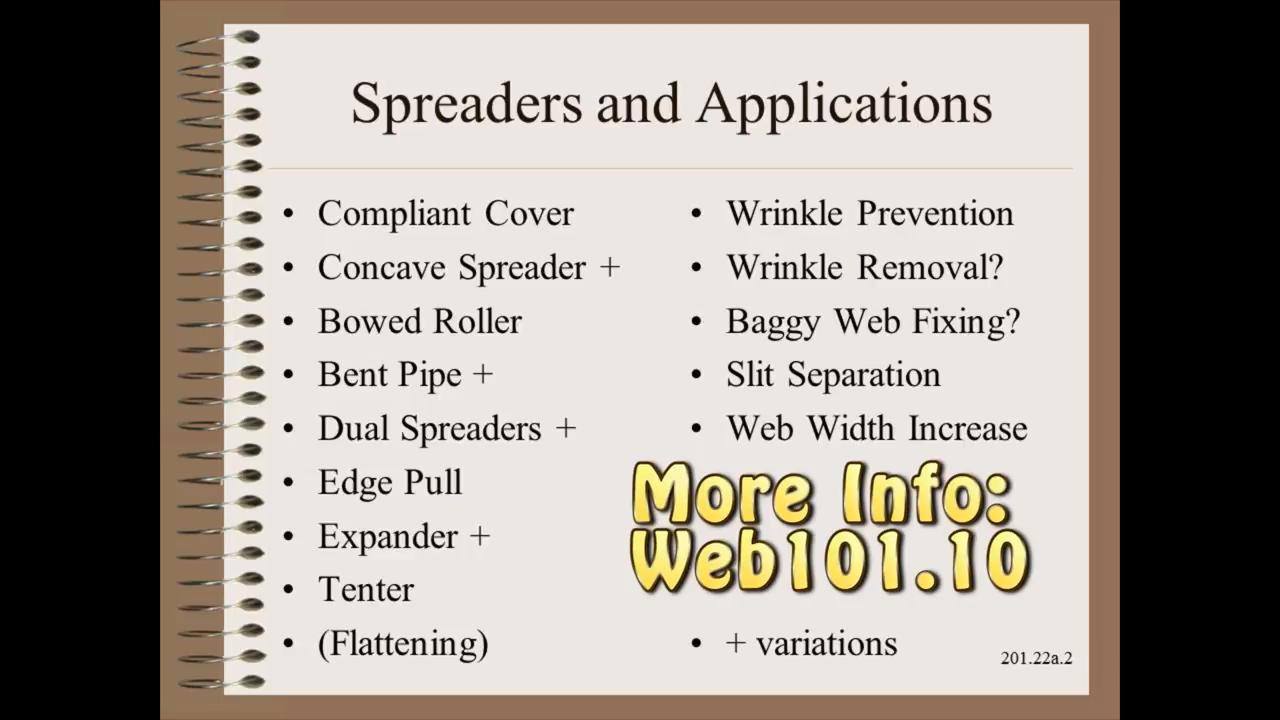 Spreaders and Applications
• Compliant Cover
• Concave Spreader +
• Bowed Roller
• Bent Pipe +
• Dual Spreaders +
• Edge Pull
• Expander +
• Tenter
• (Flattening)
• Wrinkle Prevention
• Wrinkle Removal?
• Baggy Web Fixing?
• Slit Separation
• Web Width Increase
More Info:
Web101.10
• + variations
201.22a.2